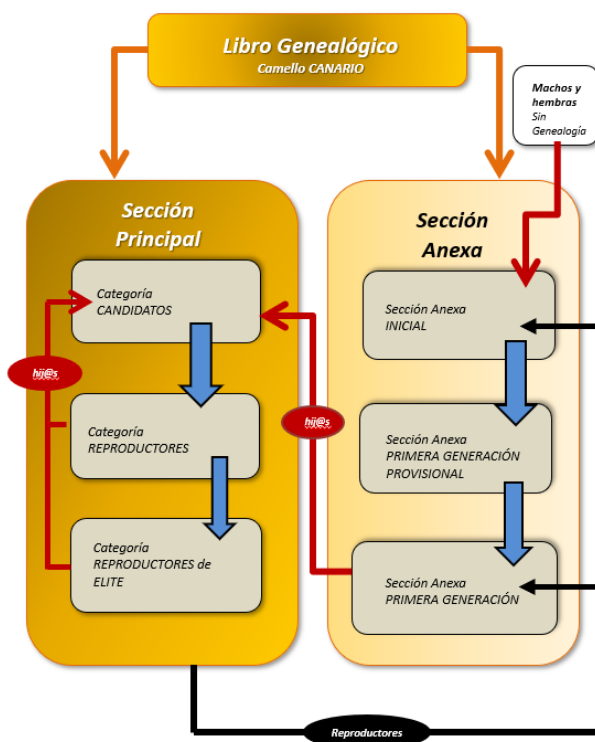 Libro Genealógico
Camello CANARIO
Machos y
hembras
Sin
Genealogía
Sección
Principal
Categoría
CANDIDATOS
hij@s
Categoría
REPRODUCTORES
Categoría
REPRODUCTORES de
ELITE
Sección
Anexa
Sección Anexa
INICIAL
hij@s
Sección Anexa
PRIMERA GENERACIÓN
PROVISIONAL
Sección Anexa
PRIMERA GENERACIÓN
Reproductores